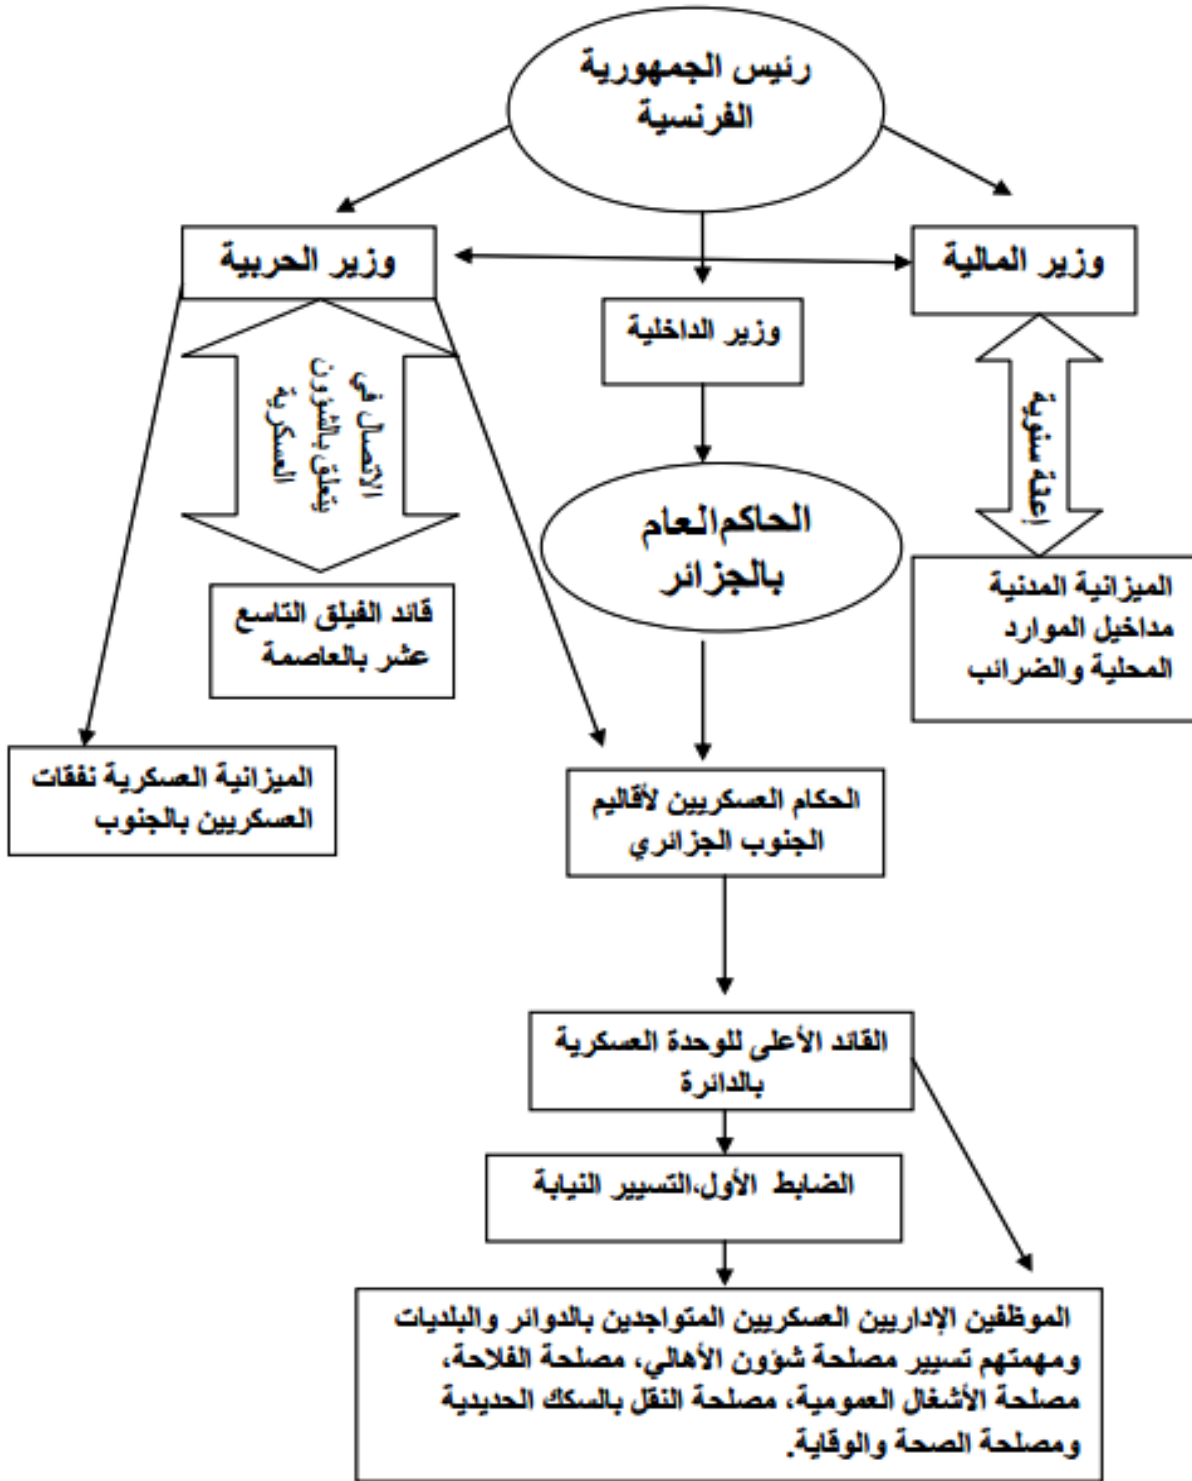 رئيس الجمهورية
الفرنسية
وزير المالية
وزير الحربية
وزير الداخلية
إعثة سنوية
الاتصال في
يتعلق بالشؤون
العسكرية
الحاكم العام
بالجزائر
الميزانية المدنية
مداخيل الموارد
المحلية والضرائب
قائد الفيلق التاسع
عشر بالعاصمة
الميزانية العسكرية نفقات
العسكريين بالجنوب
الحكام العسكريين لأقاليم
الجنوب الجزائري
القائد الأعلى للوحدة العسكرية
بالدائرة
الضابط الأول،التسيير النيابة
الموظفين الإداريين العسكريين المتواجدين بالدوائر والبلديات
ومهمتهم تسيير مصلحة شؤون الأهالي، مصلحة الفلاحة،
مصلحة الأشغال العمومية، مصلحة النقل بالسكك الحديدية
ومصلحة الصحة والوقاية.